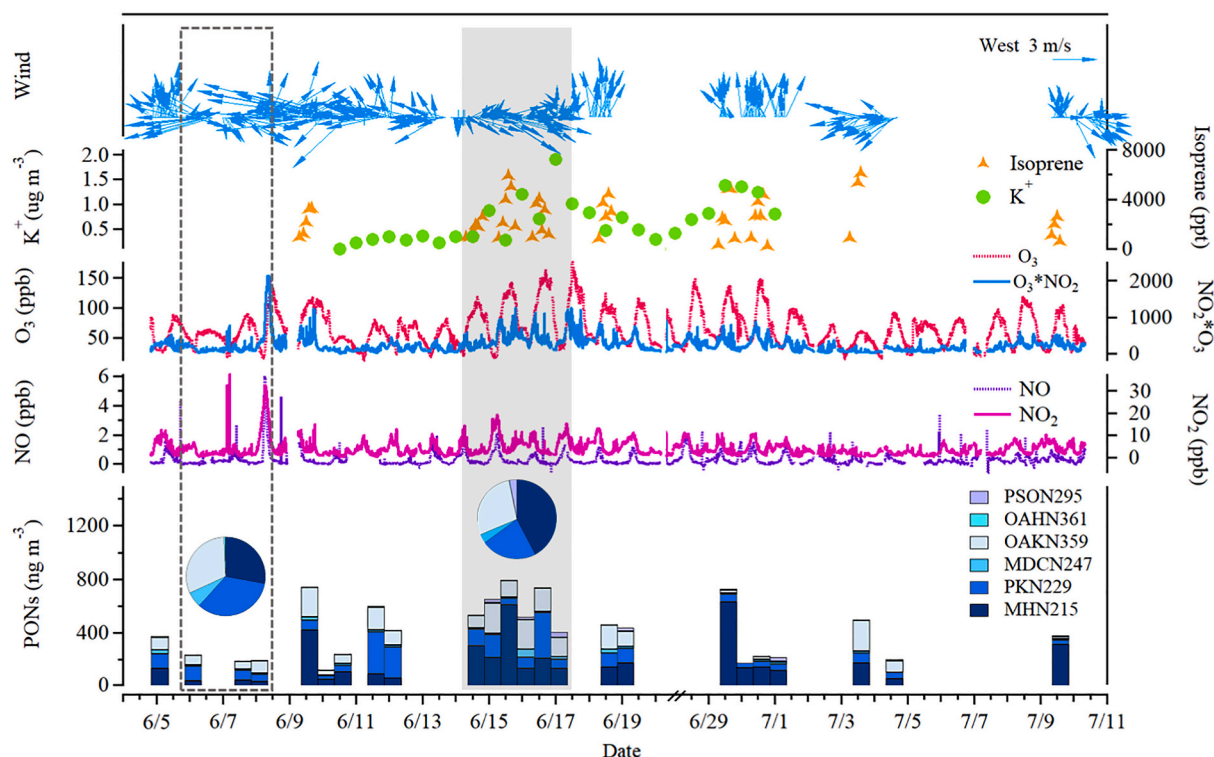 West 3 m/s
Wind
K+ (ug m-3)
2.0
1.5
1.0
0.5
Isoprene
K+
8000
4000
0
Isoprene (ppt)
O3 (ppb)
150
100
50
O3
O3*NO2
2000
1000
0
NO2*O3
NO (ppb)
6
4
2
0
NO
NO2
30
20
10
0
NO2 (ppb)
PONs (ng m-3)
1200
800
400
0
PSON295
OAHN361
OAKN359
MDCN247
PKN229
MHN215
6/5 6/7 6/9 6/11 6/13 6/15 6/17 6/19 6/29 7/1 7/3 7/5 7/7 7/9 7/11
Date